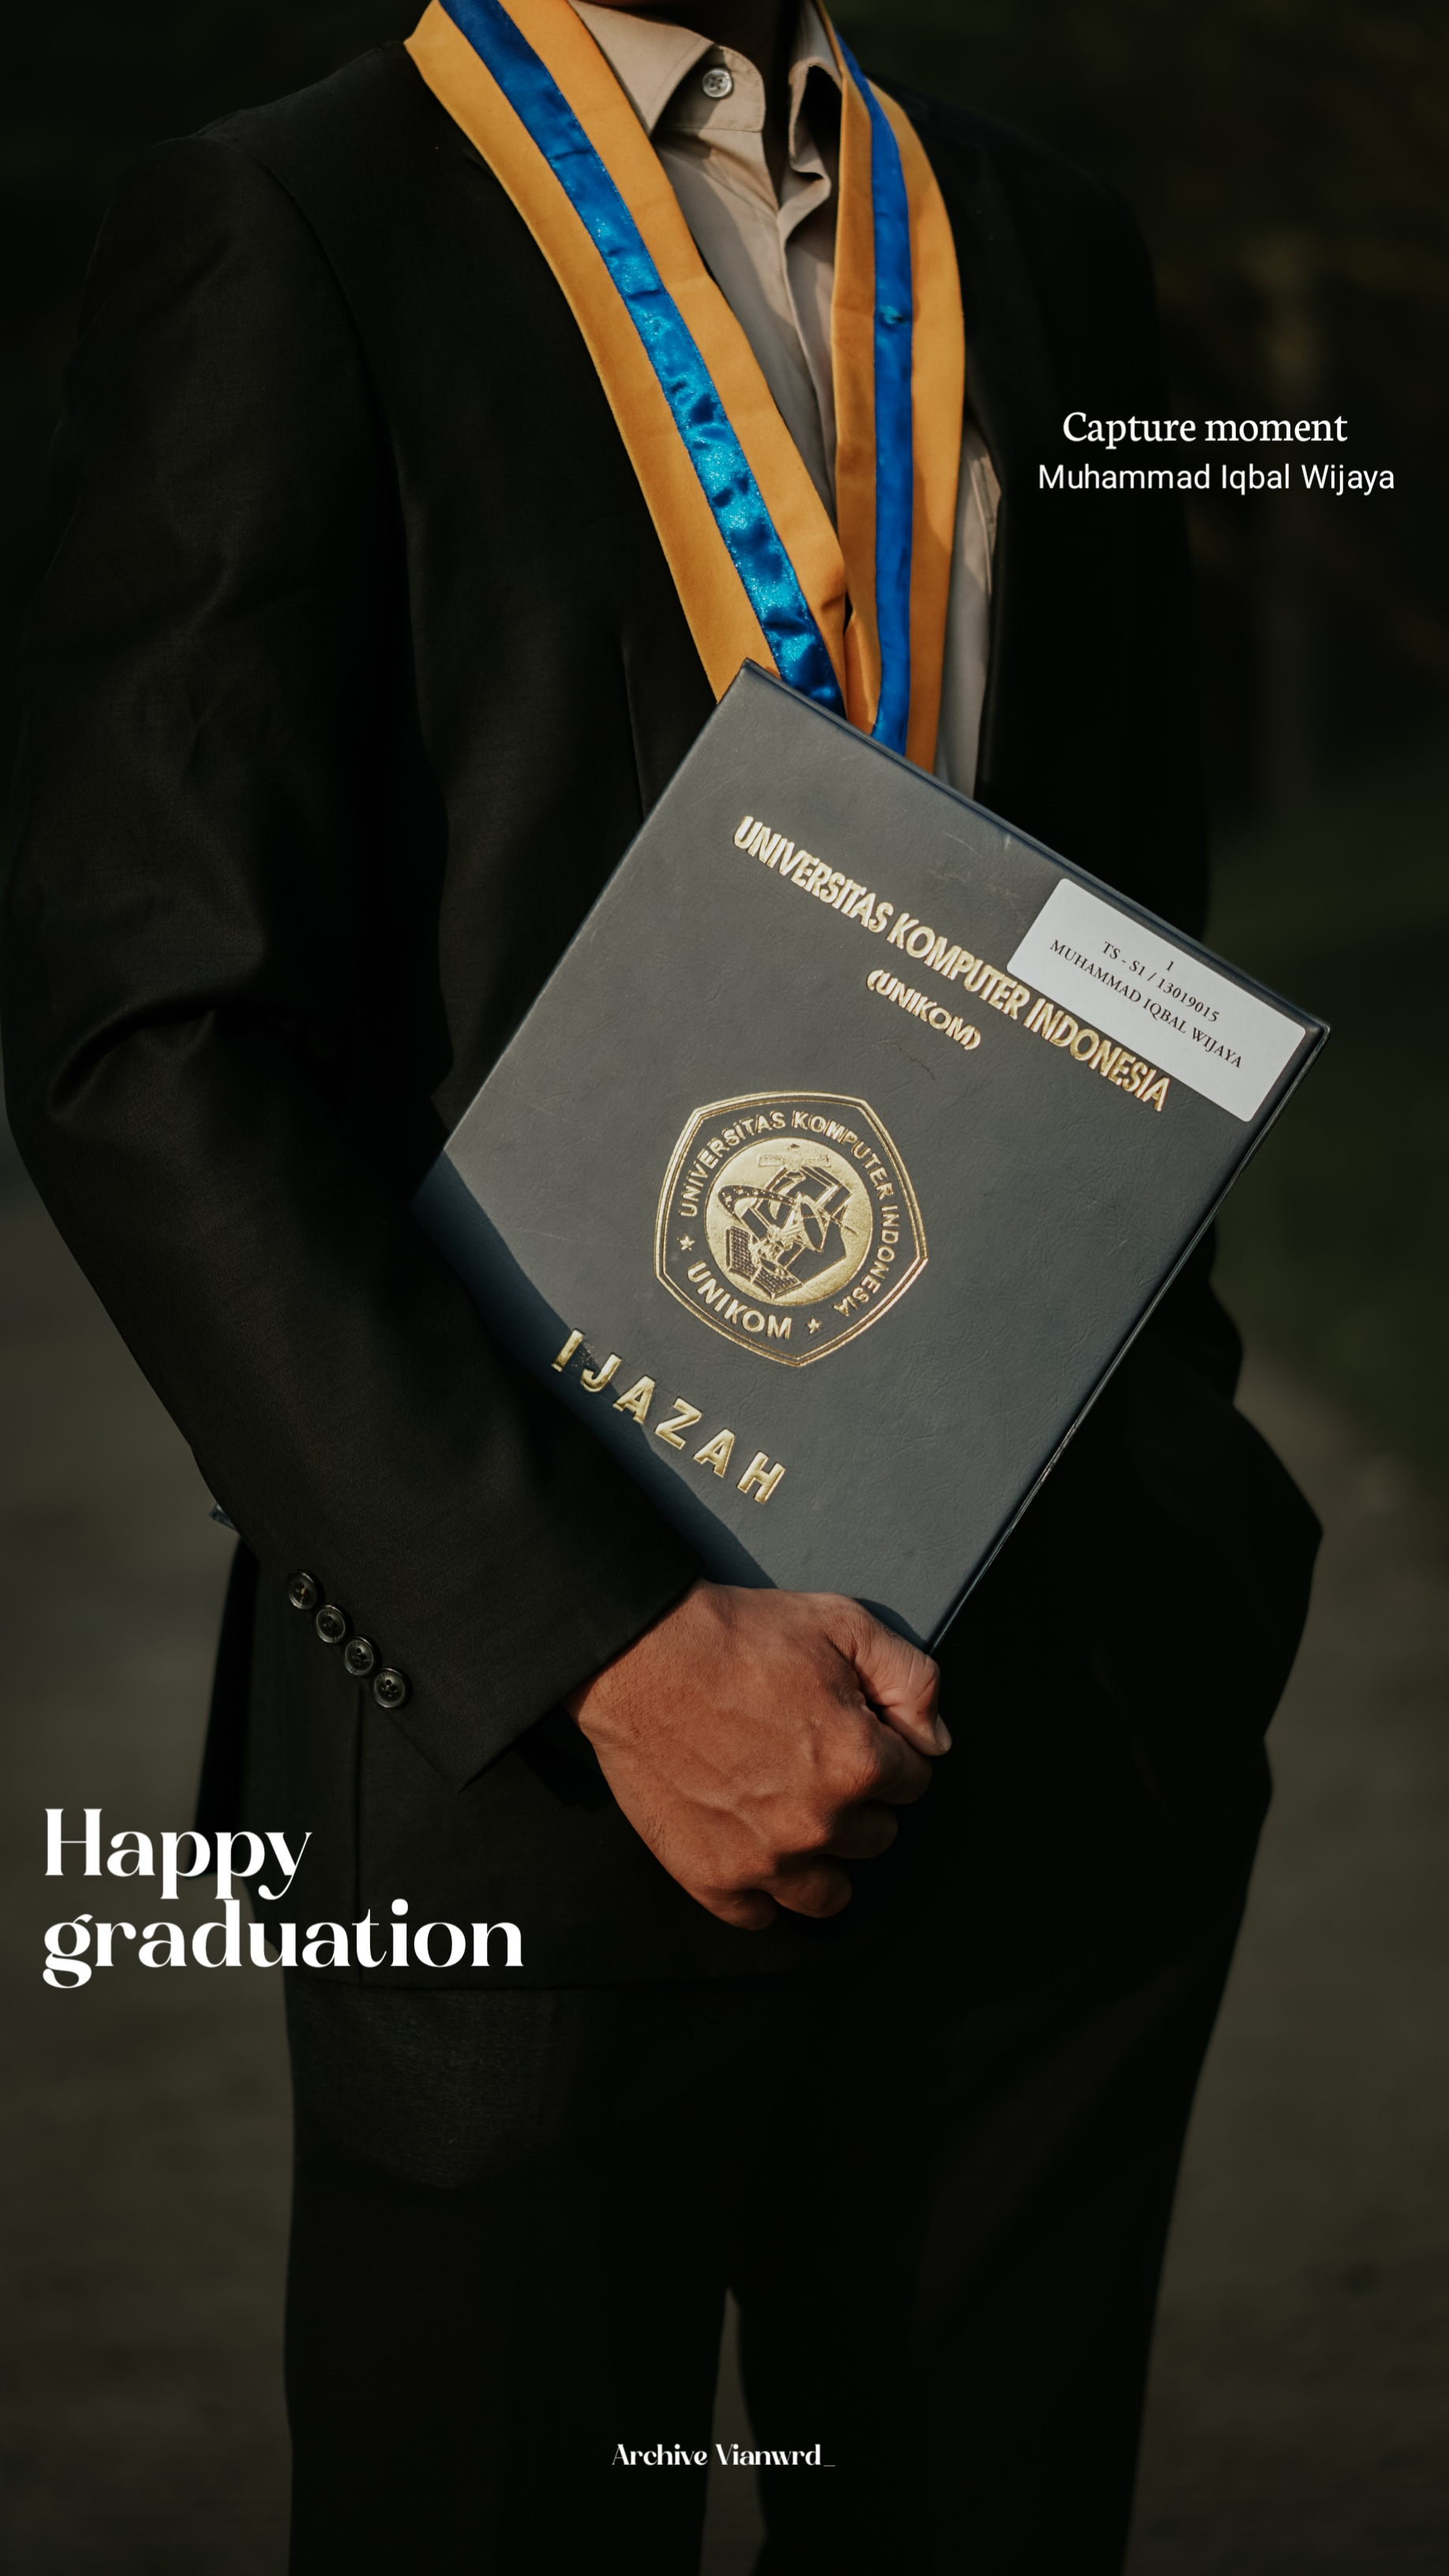 Capture moment
Muhammad Iqbal Wijaya
UNIVERSITAS KOMPUTER INDONESIA
(UNIKOM)
1
TS - S1 / 13019015
MUHAMMAD IQBAL WIJAYA
UNIVERSITAS KOMPUTER INDONESIA
UNIKOM
IJAZAH
Happy
graduation
Archive Vianwrd_